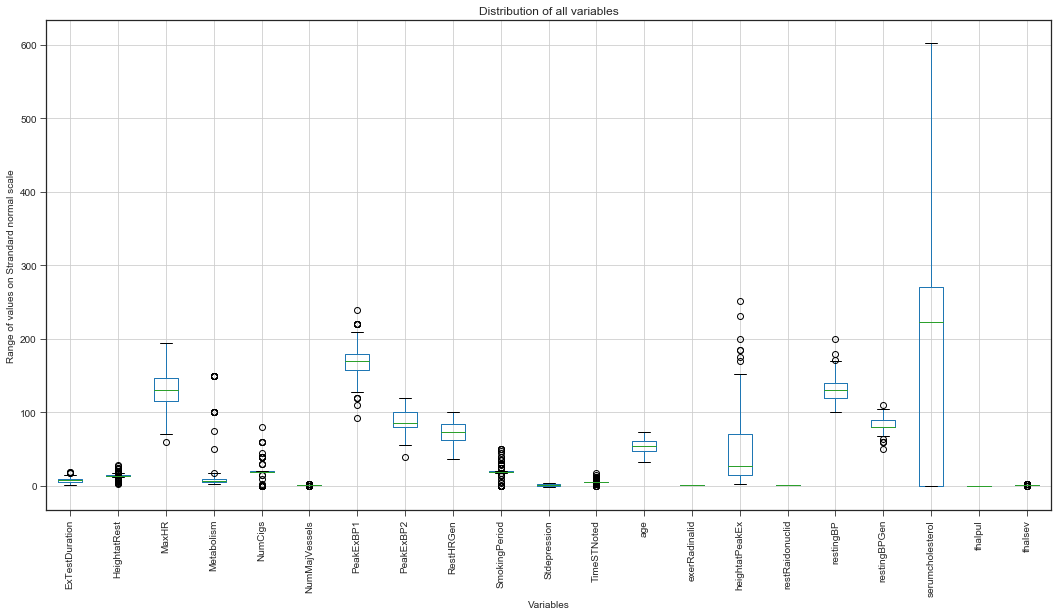 Distribution of all variables
Range of values on Strandard normal scale
600
500
400
300
200
100
0
ExTestDuration
HeightatRest
MaxHR
Metabolism
NumCigs
NumMajVessels
PeakExBP1
PeakExBP2
RestHRGen
SmokingPeriod
Stdepression
TimeSTNoted
age
exerRadinalid
heightatPeakEx
restRaidonuclid
restingBP
restingBPGen
serumcholesterol
thalpul
thalsev
Variables